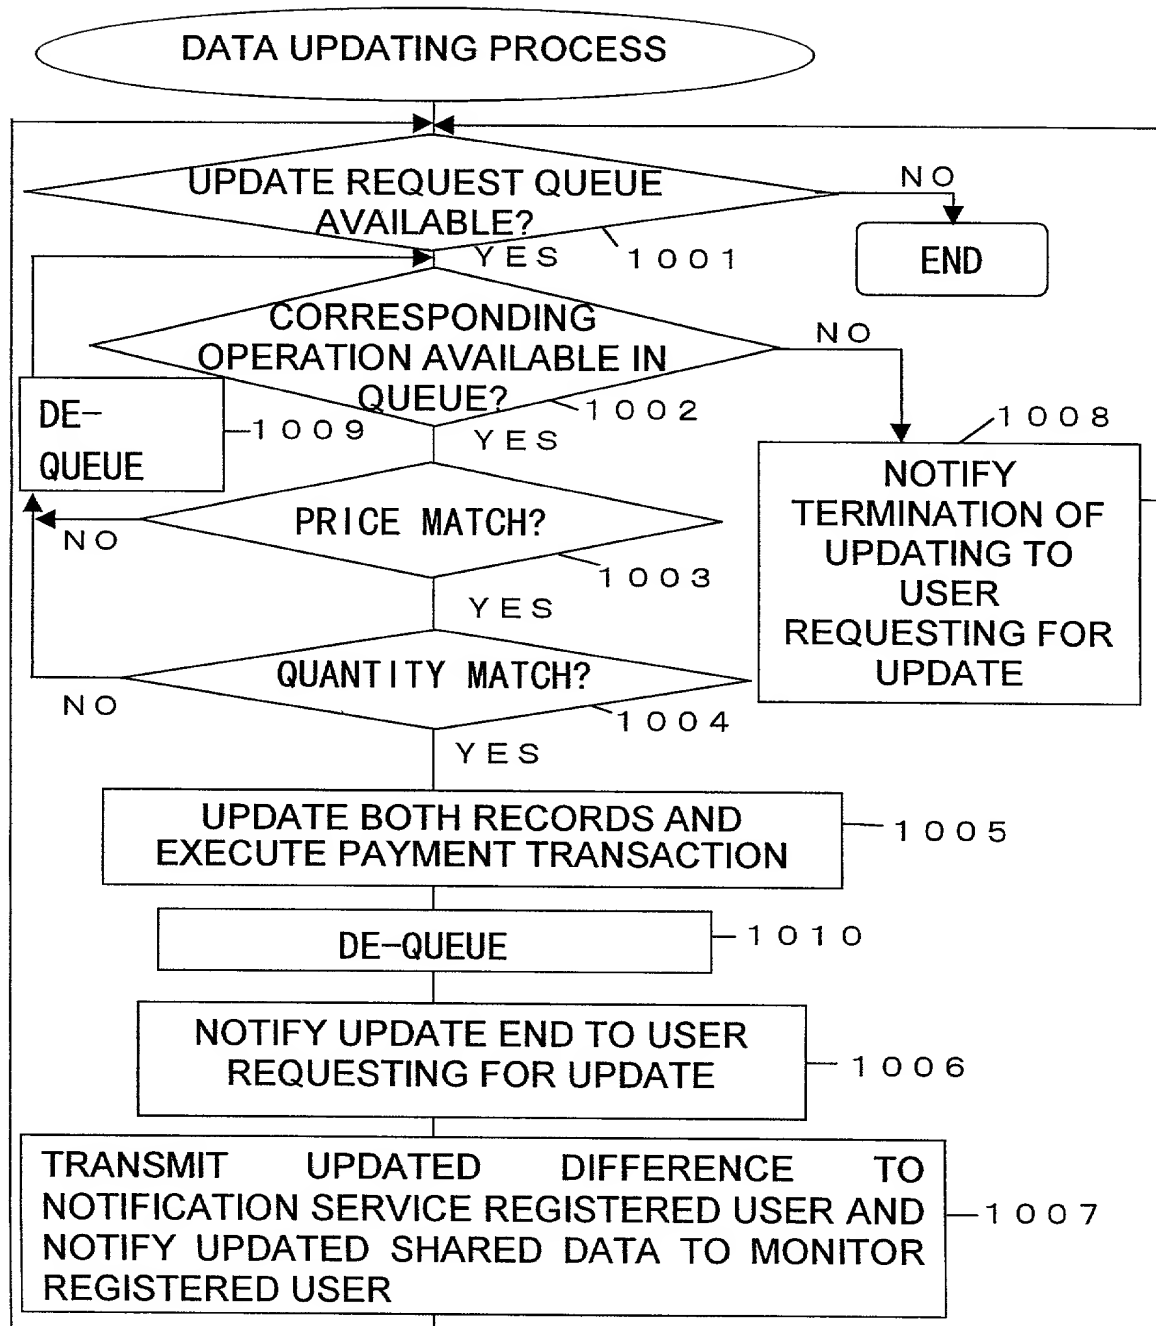 DATA UPDATING PROCESS
UPDATE REQUEST QUEUE
AVAILABLE?
NO
1001
YES
END
CORRESPONDING
OPERATION AVAILABLE IN
QUEUE?
NO
1002
YES
DE-
QUEUE
1009
1008
NOTIFY
TERMINATION OF
UPDATING TO
USER
REQUESTING FOR
UPDATE
PRICE MATCH?
NO
1003
YES
QUANTITY MATCH?
NO
1004
YES
UPDATE BOTH RECORDS AND
EXECUTE PAYMENT TRANSACTION
1005
DE-QUEUE
1010
NOTIFY UPDATE END TO USER
REQUESTING FOR UPDATE
1006
TRANSMIT UPDATED DIFFERENCE TO
NOTIFICATION SERVICE REGISTERED USER AND
NOTIFY UPDATED SHARED DATA TO MONITOR
REGISTERED USER
1007